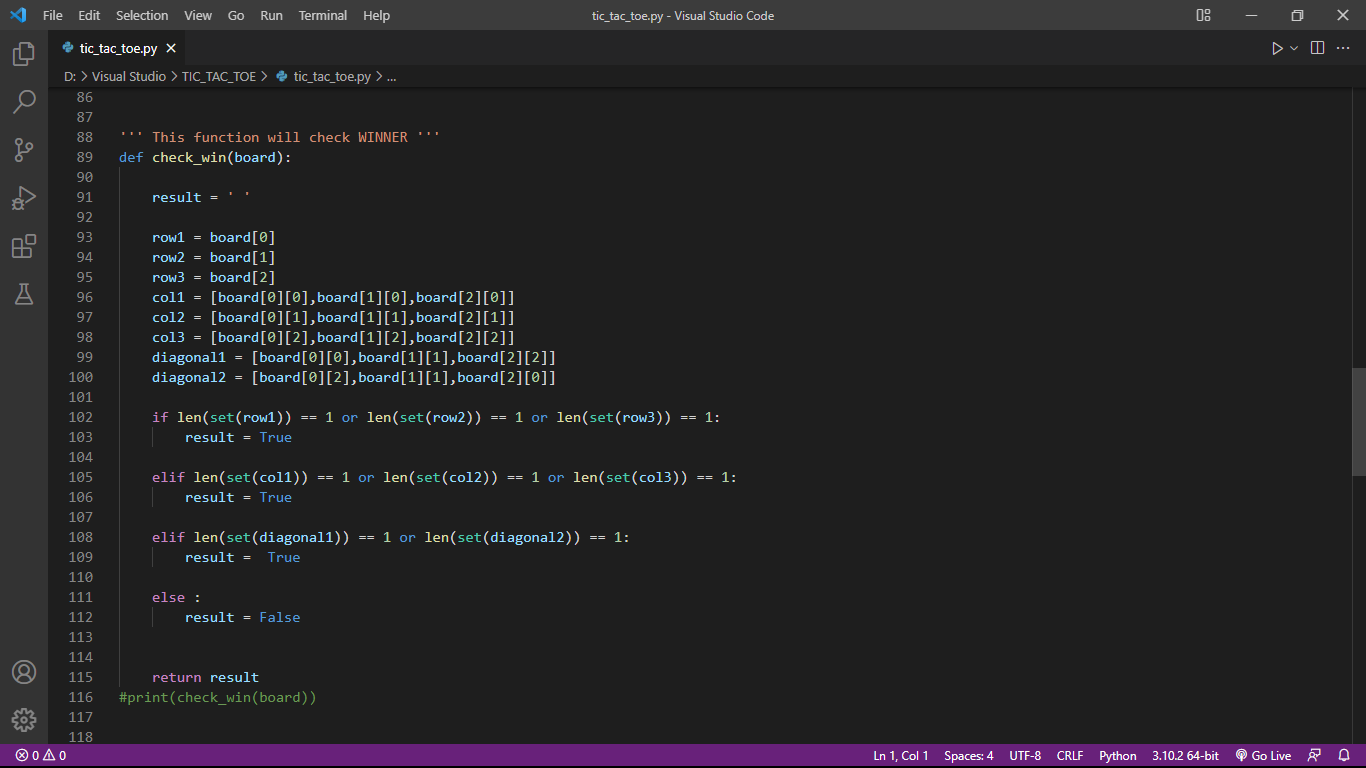 File Edit Selection View Go Run Terminal Help tic_tac_toe.py - Visual Studio Code
tic_tac_toe.py
D: > Visual Studio > TIC_TAC_TOE > tic_tac_toe.py > ...
86
87
88 ''' This function will check WINNER '''
89 def check_win(board):
90
91     result = ' '
92
93     row1 = board[0]
94     row2 = board[1]
95     row3 = board[2]
96     col1 = [board[0][0],board[1][0],board[2][0]]
97     col2 = [board[0][1],board[1][1],board[2][1]]
98     col3 = [board[0][2],board[1][2],board[2][2]]
99     diagonal1 = [board[0][0],board[1][1],board[2][2]]
100     diagonal2 = [board[0][2],board[1][1],board[2][0]]
101
102     if len(set(row1)) == 1 or len(set(row2)) == 1 or len(set(row3)) == 1:
103         result = True
104
105     elif len(set(col1)) == 1 or len(set(col2)) == 1 or len(set(col3)) == 1:
106         result = True
107
108     elif len(set(diagonal1)) == 1 or len(set(diagonal2)) == 1:
109         result =  True
110
111     else :
112         result = False
113
114
115     return result
116 #print(check_win(board))
117
118
0 0 Ln 1, Col 1 Spaces: 4 UTF-8 CRLF Python 3.10.2 64-bit Go Live